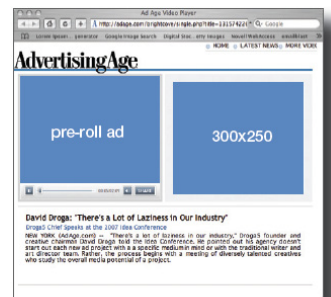 Ad Age Video Player
http://adage.com/brightcove/single.php?title=
Google
Google Image Search
HOME LATEST NEWS MORE VIDE
AdvertisingAge
pre-roll ad
300x250
David Droga: "There's a Lot of Laziness in Our Industry"
Droga5 Chief Speaks at the 2007 Idea Conference
NEW YORK (AdAge.com) -- "There's a lot of laziness in our industry," Droga5 founder and
creative chairman David Droga told the Idea Conference. He pointed out his agency doesn't
start out each new ad project with a a specific medium in mind or with the traditional writer and
art director team. Rather, the process begins with a meeting of diversely talented creatives
who study the overall media potential of a project.